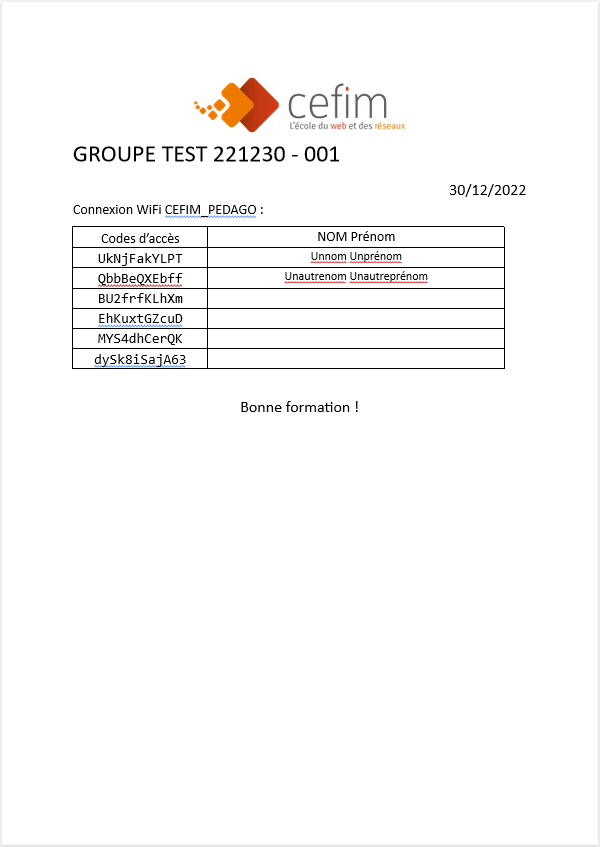 cefim
L'école du web et des réseaux
GROUPE TEST 221230 - 001
30/12/2022
Connexion WiFi CEFIM_PEDAGO :
Codes d'accès NOM Prénom
UkNjFakYLPT Unnom Unprénom
QbbBeQXEbff Unautrenom Unautreprénom
BU2frfKLhXm
EhKuxtGZcuD
MYS4dhCerQK
dySk8iSajA63
Bonne formation !